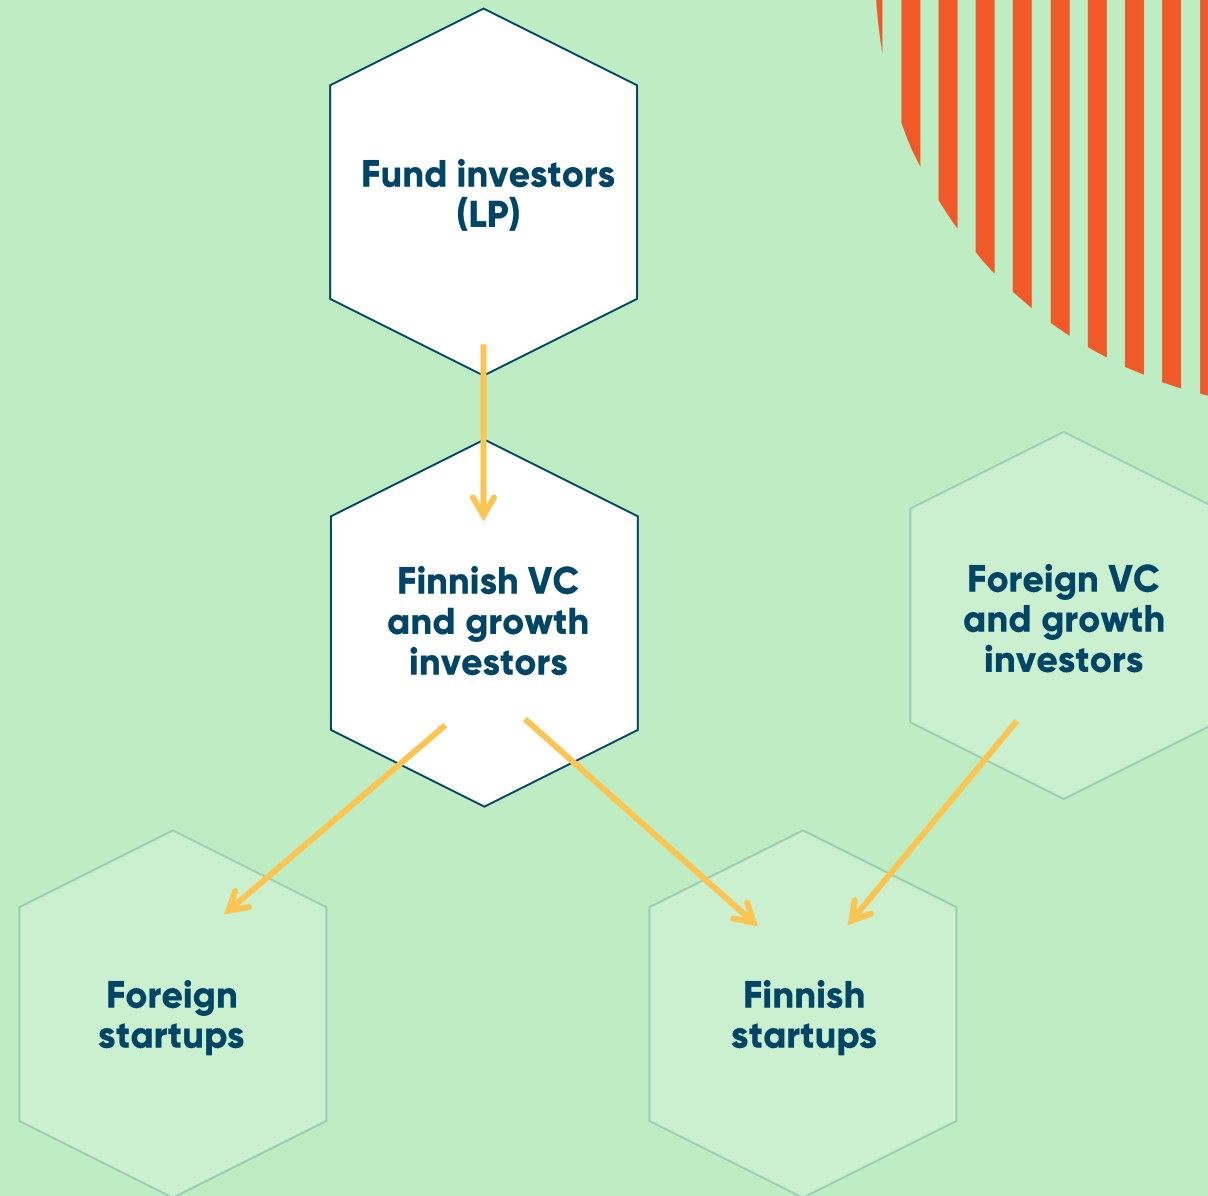 Fund investors
(LP)
Finnish VC
and growth
investors
Foreign VC
and growth
investors
Foreign
startups
Finnish
startups